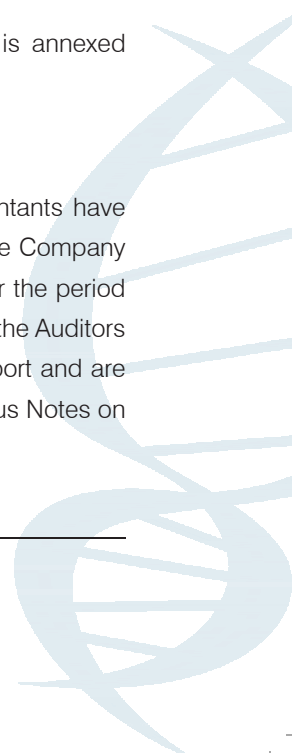 is annexed
ntants have
e Company
r the period
the Auditors
port and are
us Notes on